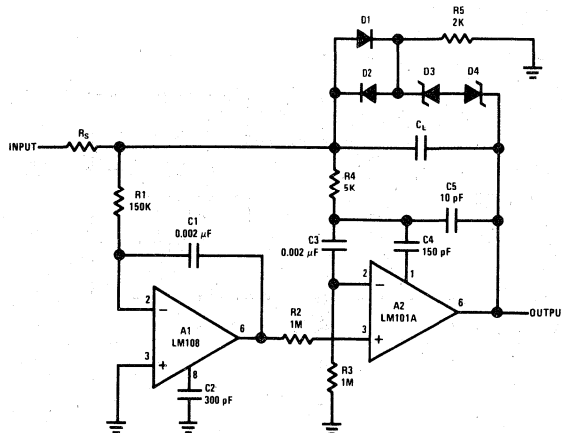 D1
R5
2K
D2
D3
D4
INPUT
RS
CL
R1
150K
R4
5K
C5
10 pF
C1
0.002 µF
C3
0.002 µF
C4
150 pF
2
3
A1
LM108
6
8
C2
300 pF
R2
1M
2
3
1
A2
LM101A
6
OUTPU
R3
1M